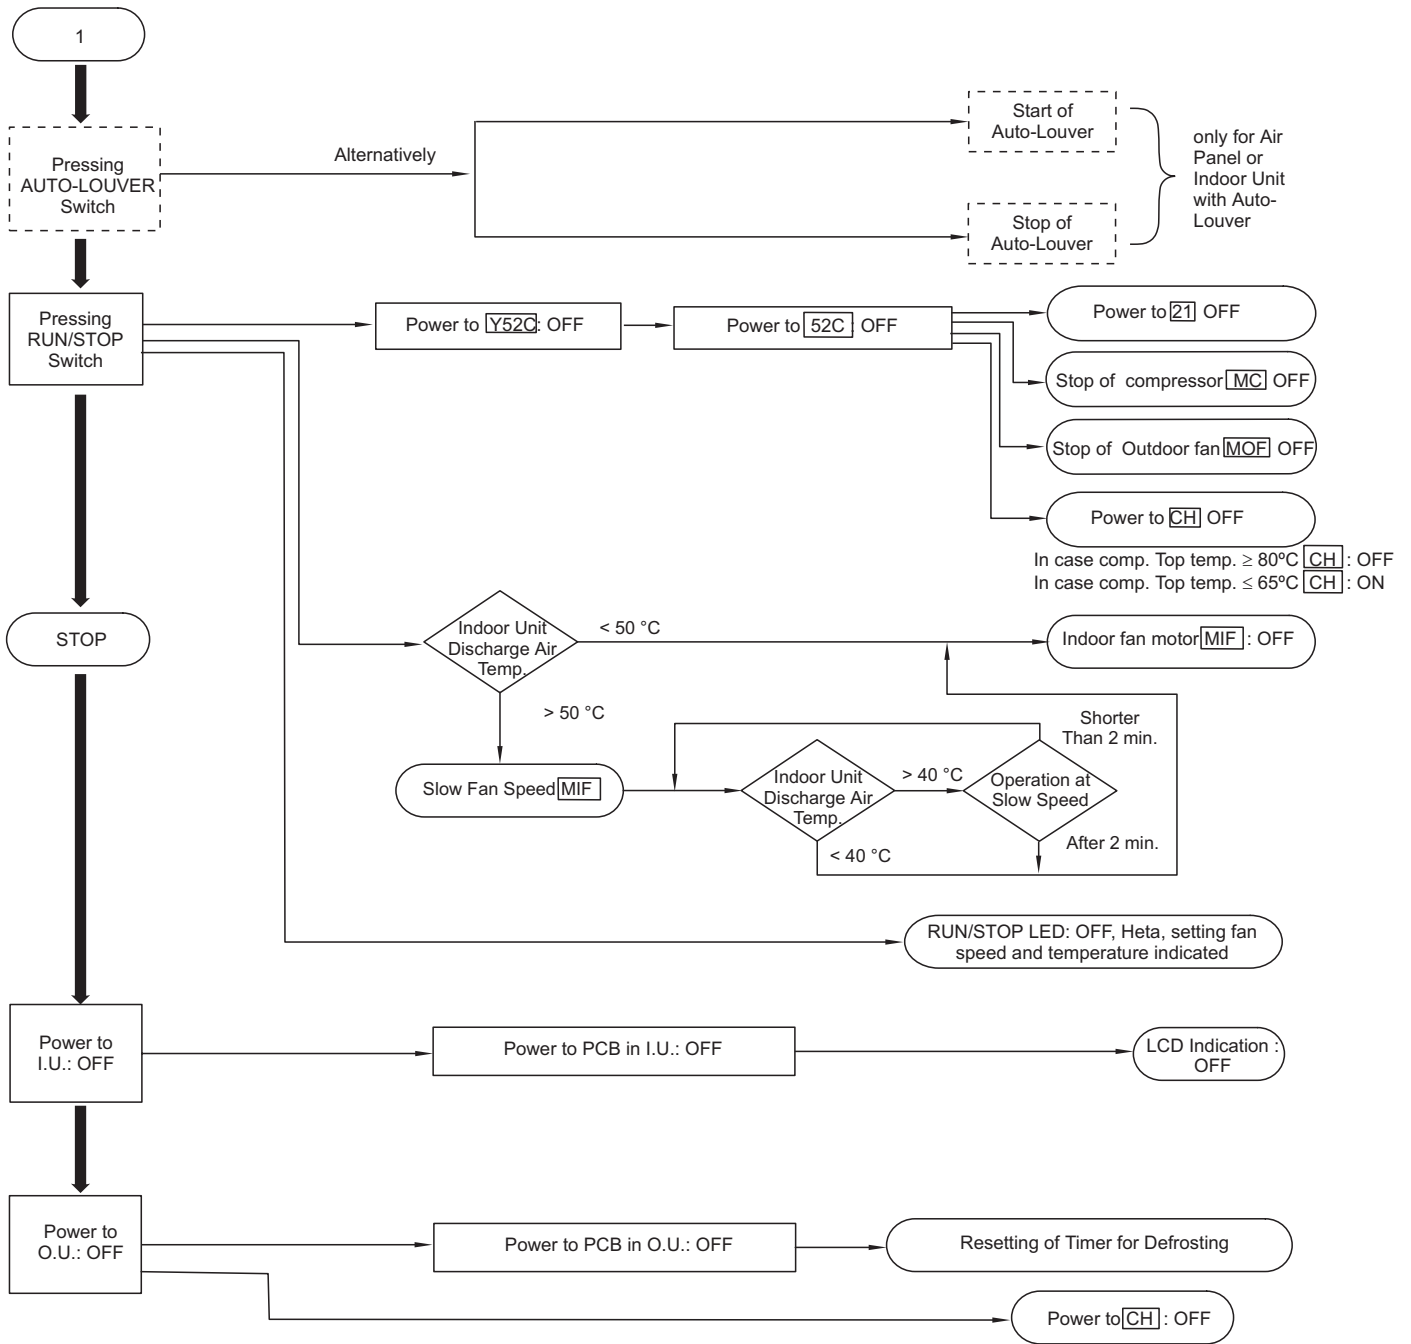 1
Pressing
AUTO-LOUVER
Switch
Alternatively
Start of
Auto-Louver
Stop of
Auto-Louver
only for Air
Panel or
Indoor Unit
with Auto-
Louver
Pressing
RUN/STOP
Switch
Power to Y52C: OFF
Power to 52C : OFF
Power to 21 OFF
Stop of compressor MC OFF
Stop of Outdoor fan MOF OFF
Power to CH OFF
In case comp. Top temp. ≥ 80ºC CH : OFF
In case comp. Top temp. ≤ 65ºC CH : ON
STOP
Indoor Unit
Discharge Air
Temp.
< 50 °C
Indoor fan motor MIF : OFF
> 50 °C
Slow Fan Speed MIF
Indoor Unit
Discharge Air
Temp.
> 40 °C
< 40 °C
Operation at
Slow Speed
Shorter
Than 2 min.
After 2 min.
RUN/STOP LED: OFF, Heta, setting fan
speed and temperature indicated
Power to
I.U.: OFF
Power to PCB in I.U.: OFF
LCD Indication :
OFF
Power to
O.U.: OFF
Power to PCB in O.U.: OFF
Resetting of Timer for Defrosting
Power to CH : OFF